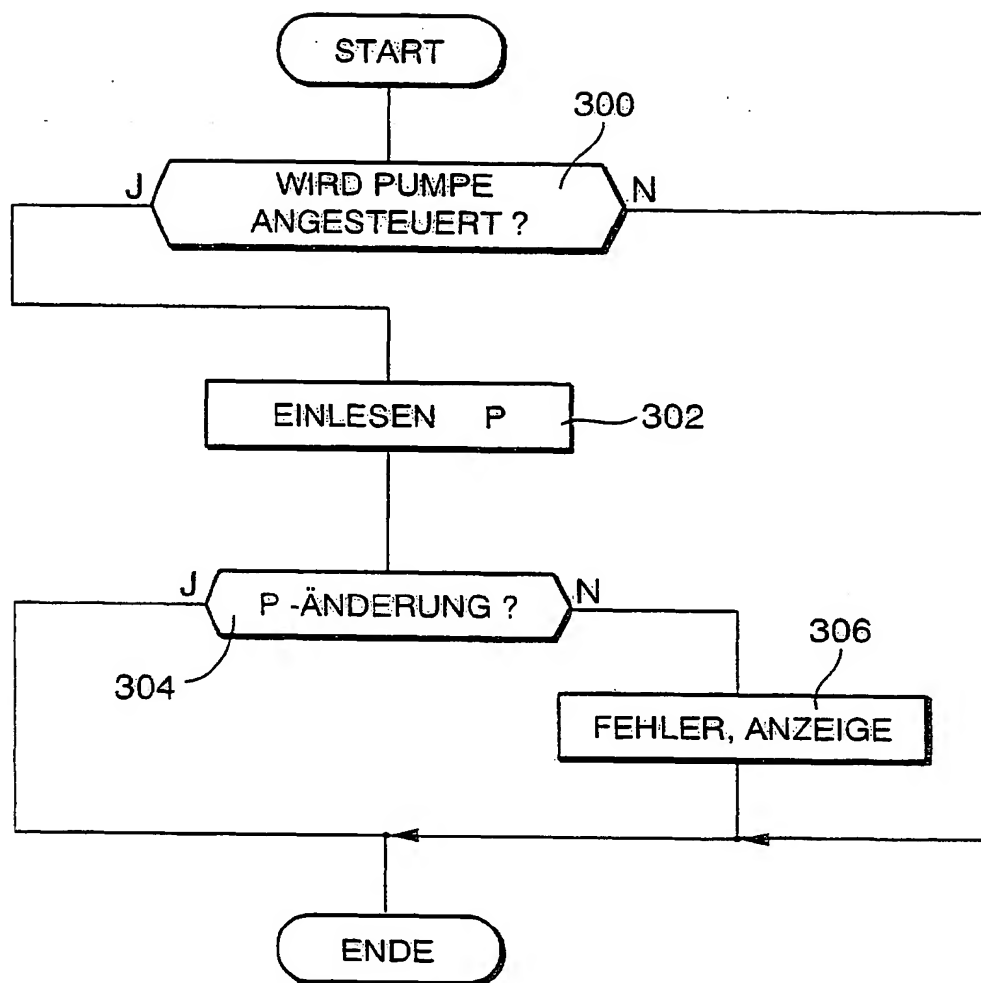 START
300
J
WIRD PUMPE
N
ANGESTEUERT ?
EINLESEN P
302
J
P -ÄNDERUNG ?
N
304
306
FEHLER, ANZEIGE
ENDE